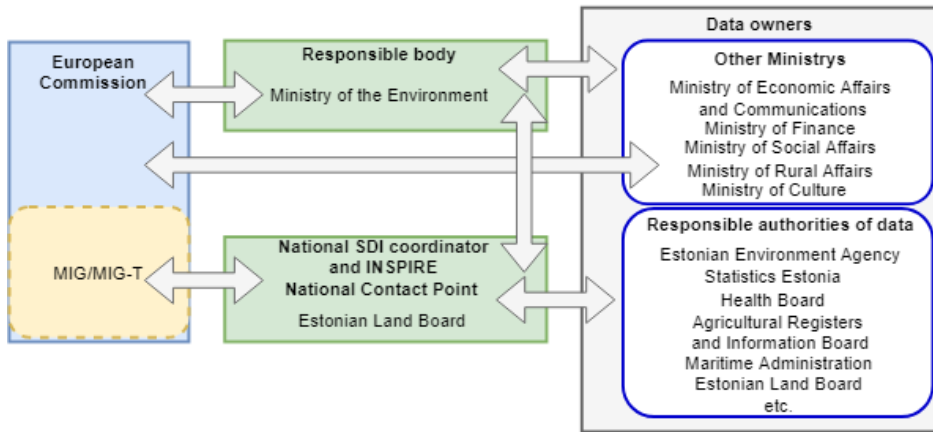 European
Commission
MIG/MIG-T
Responsible body
Ministry of the Environment
National SDI coordinator
and INSPIRE
National Contact Point
Estonian Land Board
Data owners
Other Ministrys
Ministry of Economic Affairs
and Communications
Ministry of Finance
Ministry of Social Affairs
Ministry of Rural Affairs
Ministry of Culture
Responsible authorities of data
Estonian Environment Agency
Statistics Estonia
Health Board
Agricultural Registers
and Information Board
Maritime Administration
Estonian Land Board
etc.